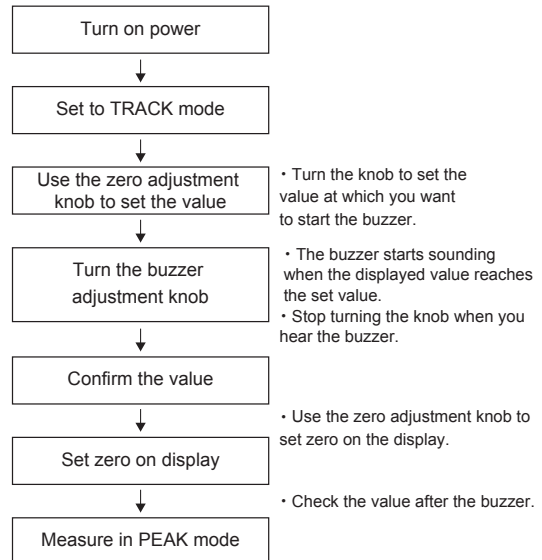 Turn on power
Set to TRACK mode
Use the zero adjustment
knob to set the value
・Turn the knob to set the
value at which you want
to start the buzzer.
Turn the buzzer
adjustment knob
・The buzzer starts sounding
when the displayed value reaches
the set value.
・Stop turning the knob when you
hear the buzzer.
Confirm the value
・Use the zero adjustment knob to
set zero on the display.
Set zero on display
・Check the value after the buzzer.
Measure in PEAK mode